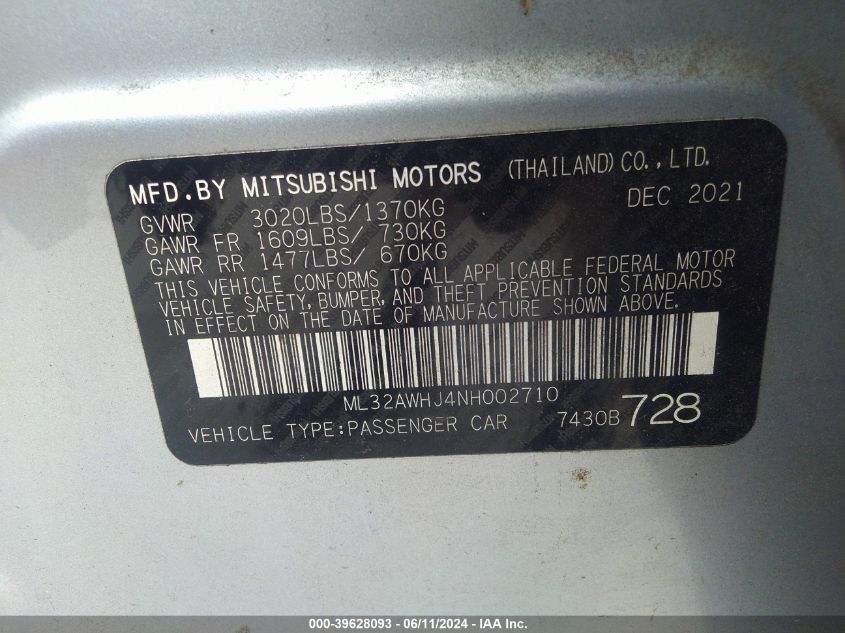 MFD.BY MITSUBISHI MOTORS (THAILAND) CO., LTD.
DEC 2021
GVWR 3020LBS/1370KG
GAWR FR 1609LBS/ 730KG
GAWR RR 1477LBS/ 670KG
THIS VEHICLE CONFORMS TO ALL APPLICABLE FEDERAL MOTOR
VEHICLE SAFETY, BUMPER, AND THEFT PREVENTION STANDARDS
IN EFFECT ON THE DATE OF MANUFACTURE SHOWN ABOVE.
ML32AWHJ4NH002710
VEHICLE TYPE:PASSENGER CAR 7430B 728
000-39628093 - 06/11/2024 - IAA Inc.